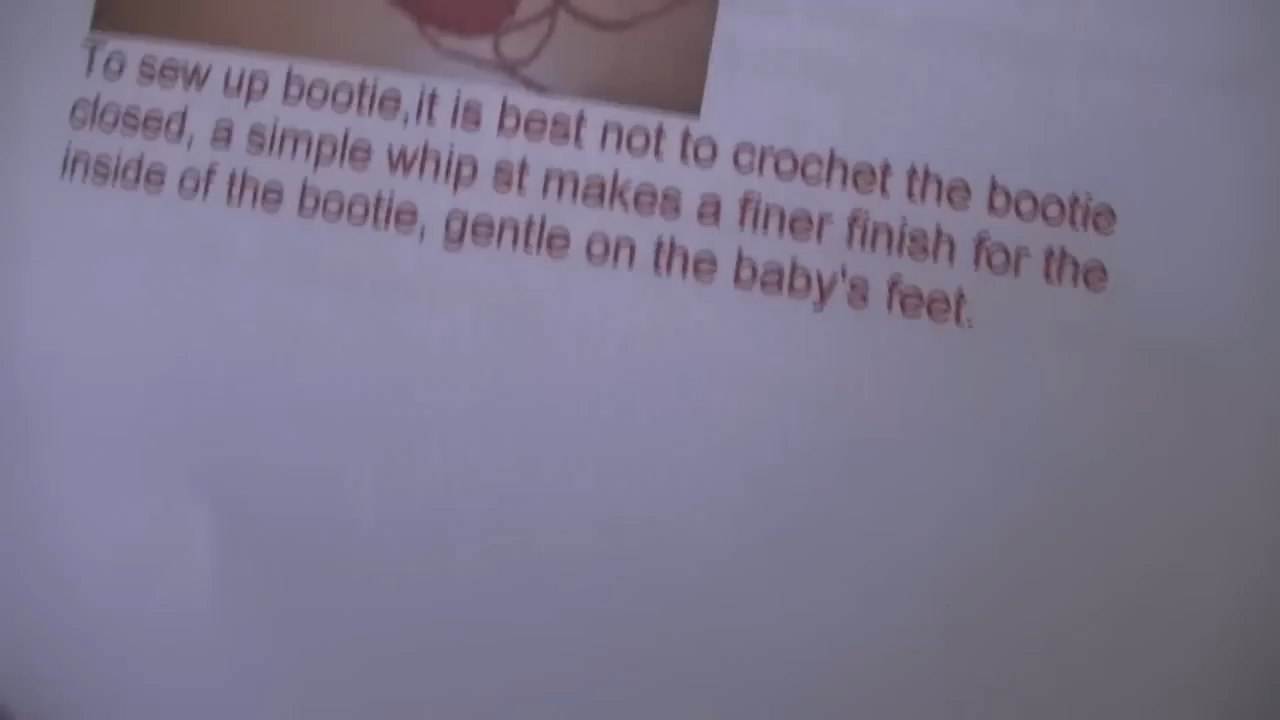 To sew up bootie,it is best not to crochet the bootie
closed, a simple whip st makes a finer finish for the
inside of the bootie, gentle on the baby's feet.